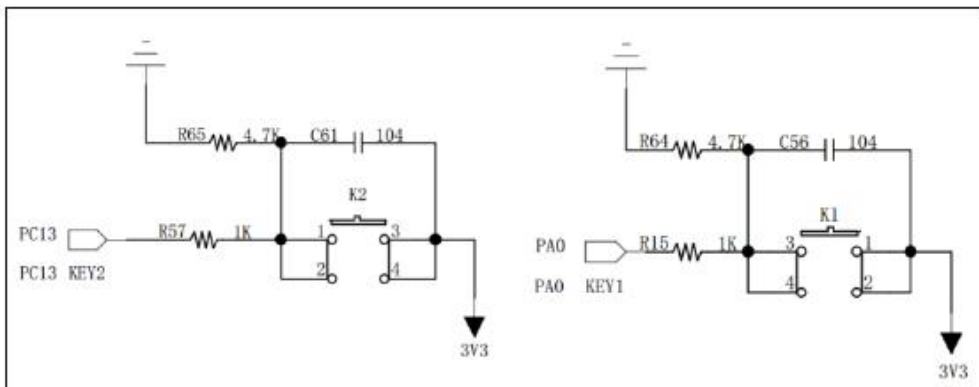 R65 4.7K C61 104
K2
PC13 R57 1K 1 3
PC13 KEY2 2 4
3V3
R64 4.7K C56 104
K1
PA0 R15 1K 3 1
PA0 KEY1 4 2
3V3